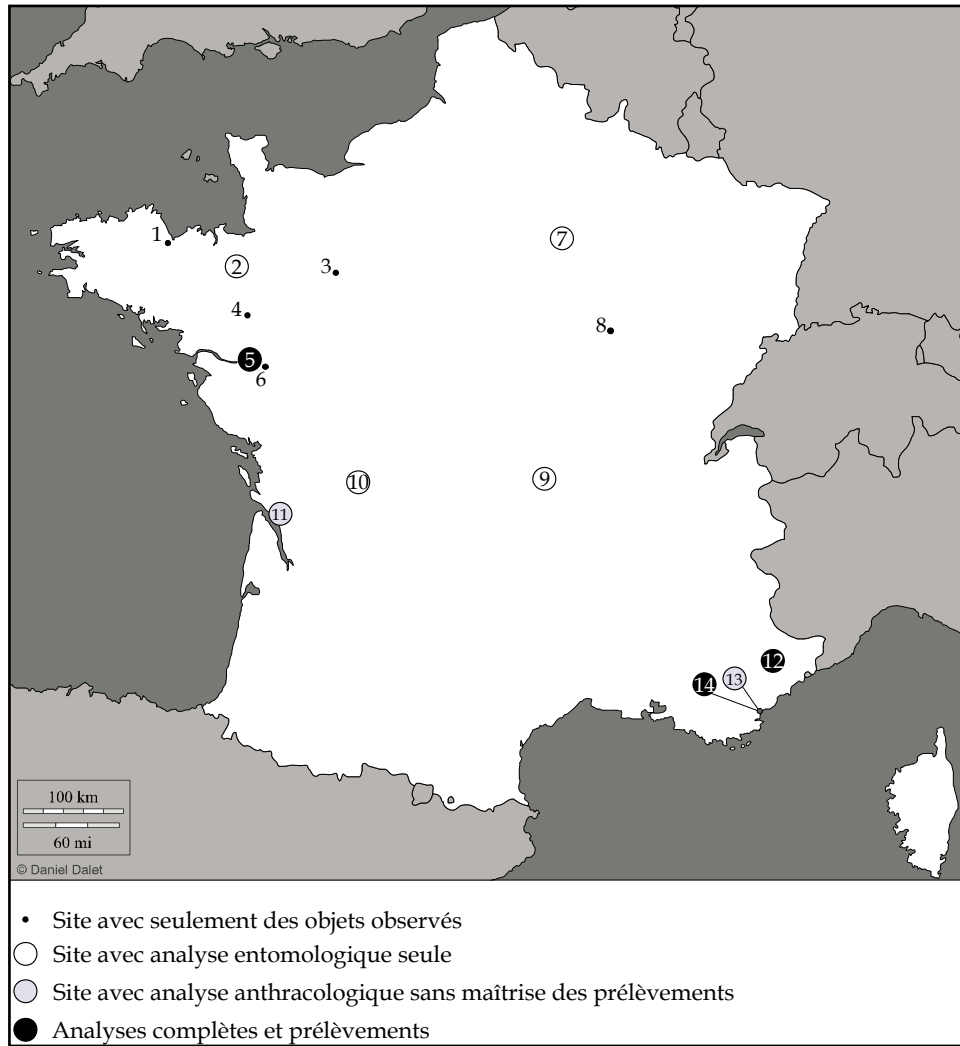 1
2
3
7
4
8
5
6
10
9
11
12
13
14
100 km
60 mi
© Daniel Dalet
Site avec seulement des objets observés
Site avec analyse entomologique seule
Site avec analyse anthracologique sans maîtrise des prélèvements
Analyses complètes et prélèvements